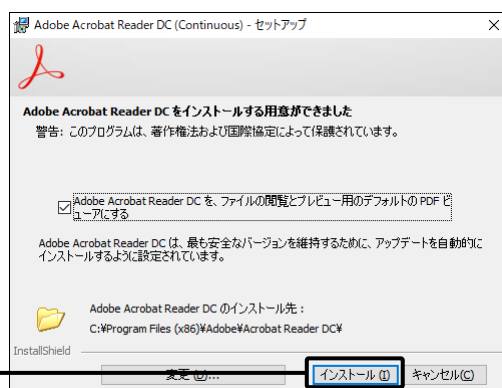 Adobe Acrobat Reader DC (Continuous) - セットアップ
Adobe Acrobat Reader DC をインストールする用意ができました
警告: このプログラムは、著作権法および国際協定によって保護されています。
Adobe Acrobat Reader DC を、ファイルの閲覧とプレビュー用のデフォルトの PDF ビ
ューアにする
Adobe Acrobat Reader DC は、最も安全なバージョンを維持するために、アップデートを自動的に
インストールするように設定されています。
Adobe Acrobat Reader DC のインストール先 :
C:¥Program Files (x86)¥Adobe¥Acrobat Reader DC¥
InstallShield
変更 (D)... インストール (I) キャンセル(C)